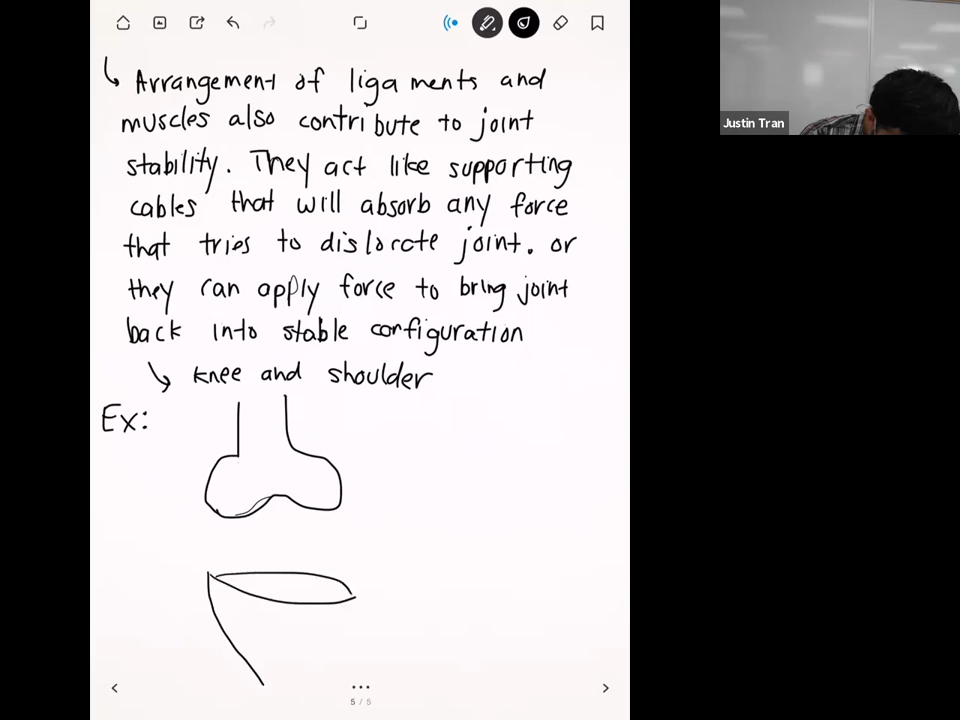 ↳ Arrangement of ligaments and
muscles also contribute to joint
stability. They act like supporting
cables that will absorb any force
that tries to dislocate joint. or
they can apply force to bring joint
back into stable configuration
↳ knee and shoulder
Ex:
5 / 5
Justin Tran